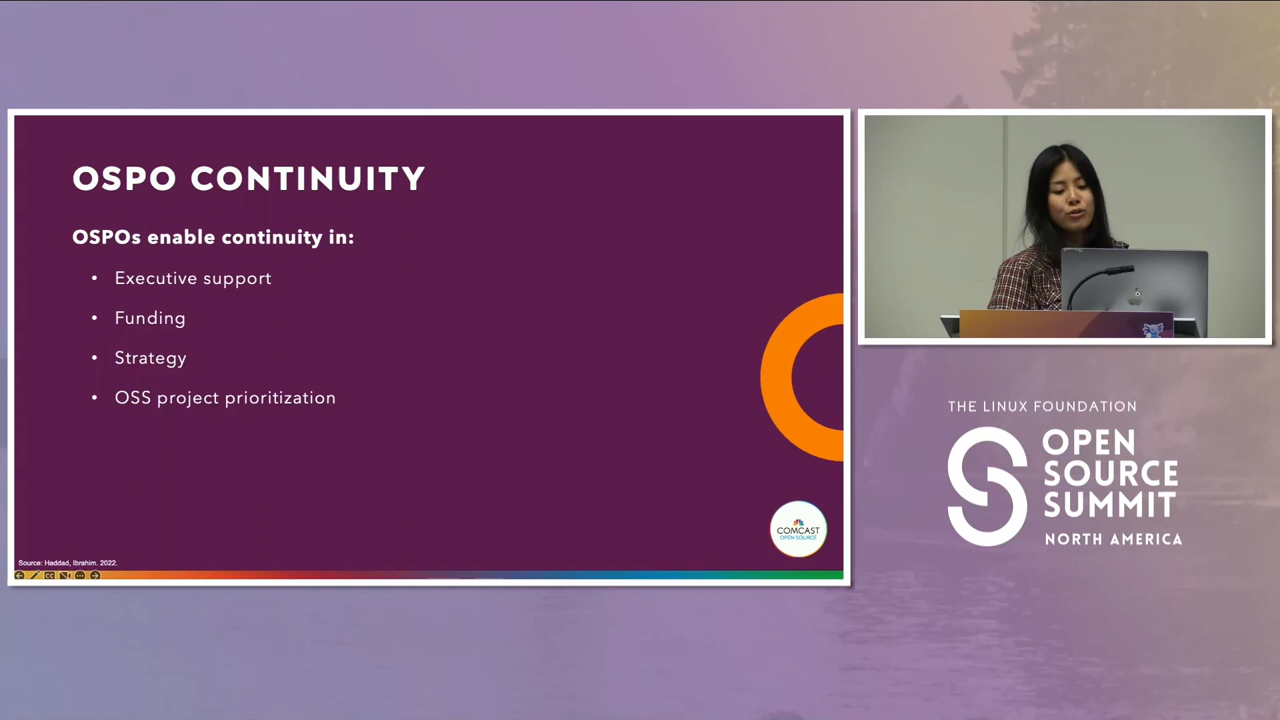 OSPO CONTINUITY
OSPOs enable continuity in:
• Executive support
• Funding
• Strategy
• OSS project prioritization
COMCAST
OPEN SOURCE
Source: Haddad, Ibrahim. 2022.
THE LINUX FOUNDATION
OPEN
SOURCE
SUMMIT
NORTH AMERICA